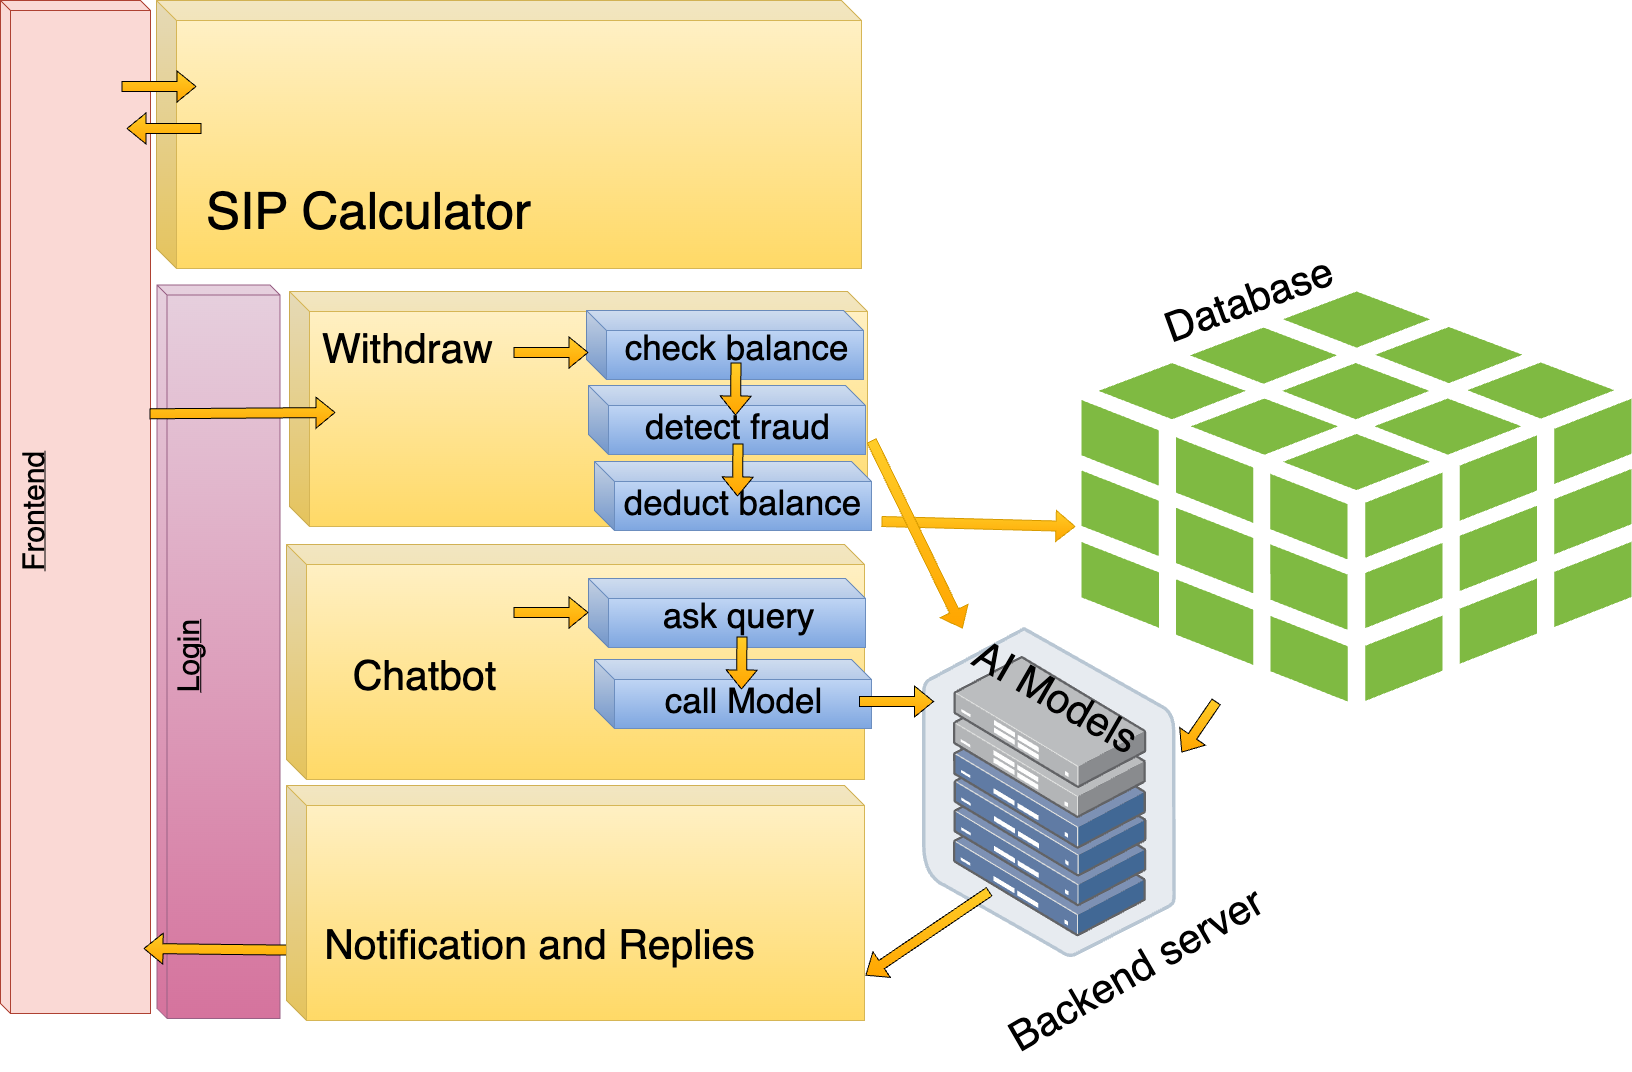 SIP Calculator
Database
Withdraw
check balance
detect fraud
deduct balance
Frontend
Login
ask query
Chatbot
call Model
AI Models
Notification and Replies
Backend server